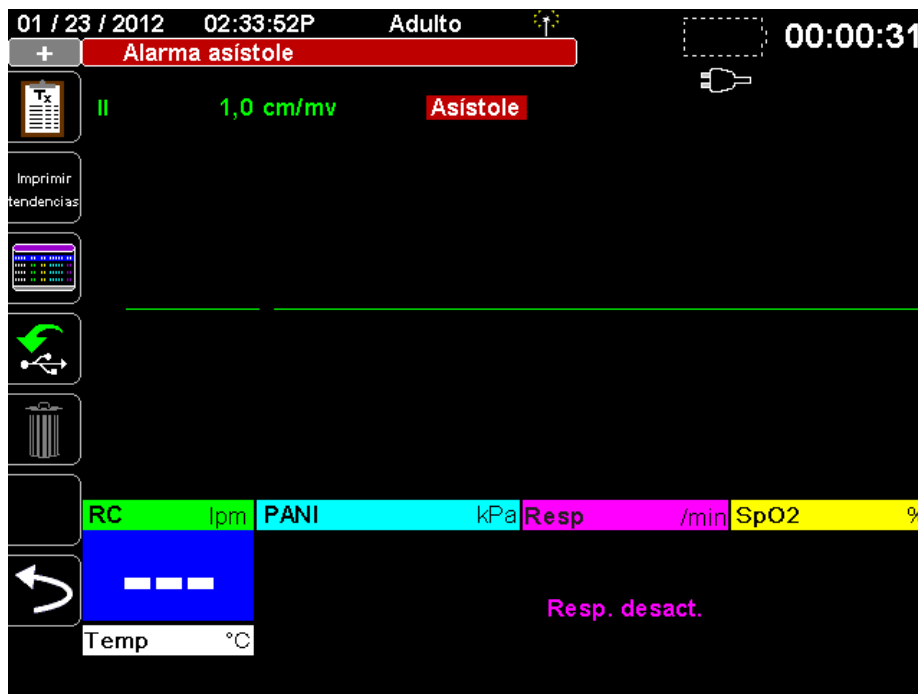 01 / 23 / 2012 02:33:52P Adulto 00:00:31
+ Alarma asístole
Tx
II 1,0 cm/mv Asístole
Imprimir
tendencias
RC lpm PANI kPa Resp /min SpO2 %
---
Resp. desact.
Temp °C